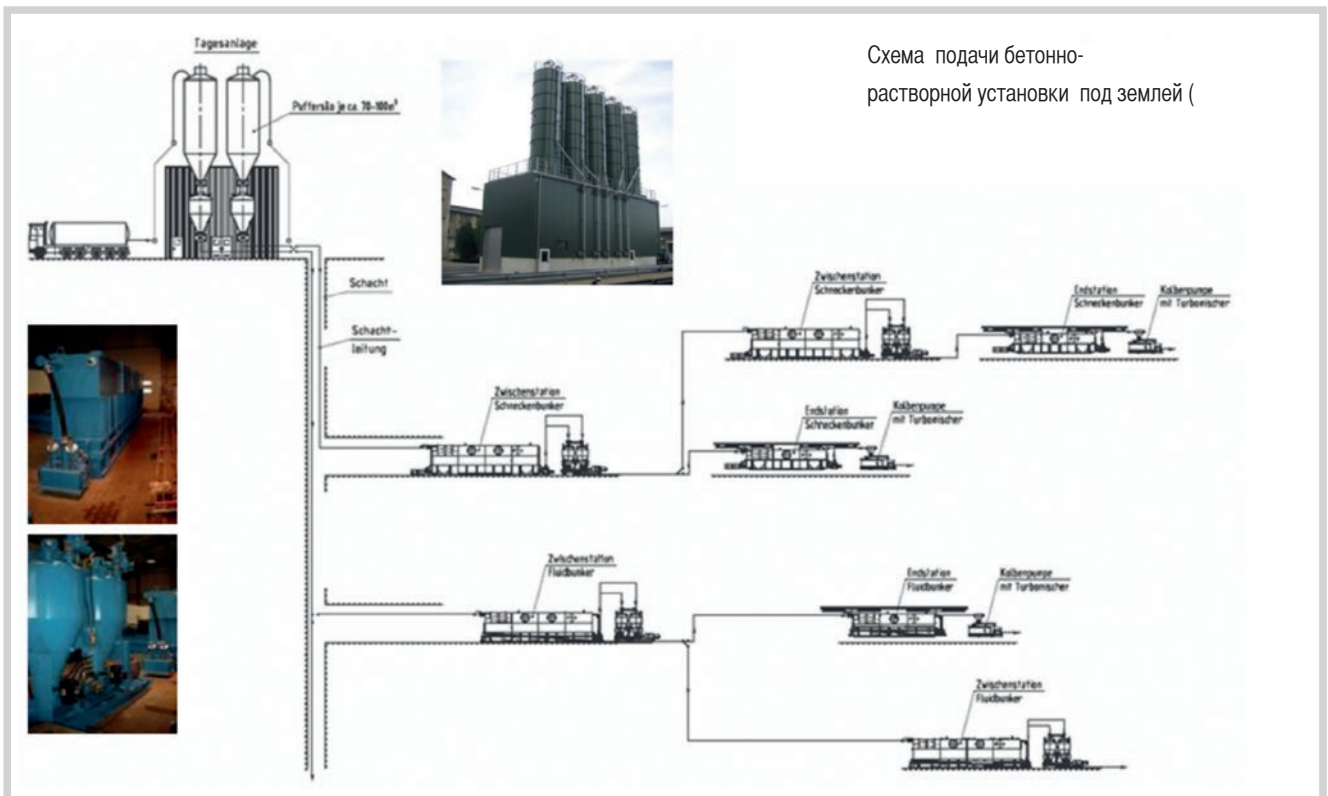 Tagesanlage
Схема подачи бетонно-
растворной установки под землей (
Puffersilo je ca. 70-100m³
Schacht
Schacht-
leitung
Zwischenstation
Schneckenbunker
Endstation
Schneckenbunker
Kolbenpumpe
mit Turbomischer
Zwischenstation
Schneckenbunker
Endstation
Schneckenbunker
Kolbenpumpe
mit Turbomischer
Zwischenstation
Fluidbunker
Endstation
Fluidbunker
Kolbenpumpe
mit Turbomischer
Zwischenstation
Fluidbunker